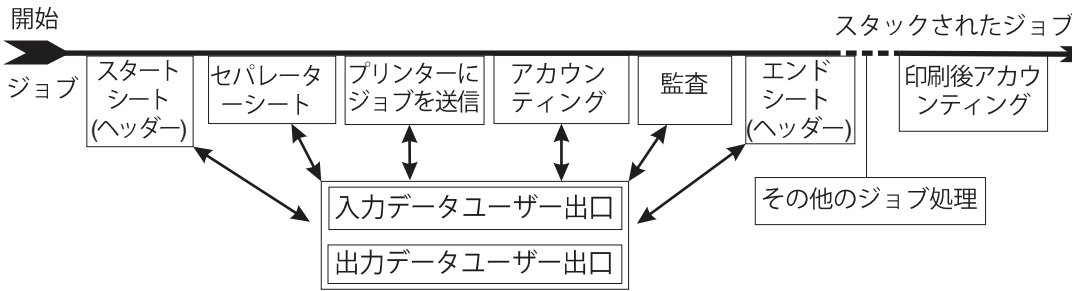 開始
スタックされたジョブ
ジョブ
スタート
シート
(ヘッダー)
セパレータ
ーシート
プリンターに
ジョブを送信
アカウン
ティング
監査
エンド
シート
(ヘッダー)
印刷後アカウ
ンティング
その他のジョブ処理
入力データユーザー出口
出力データユーザー出口